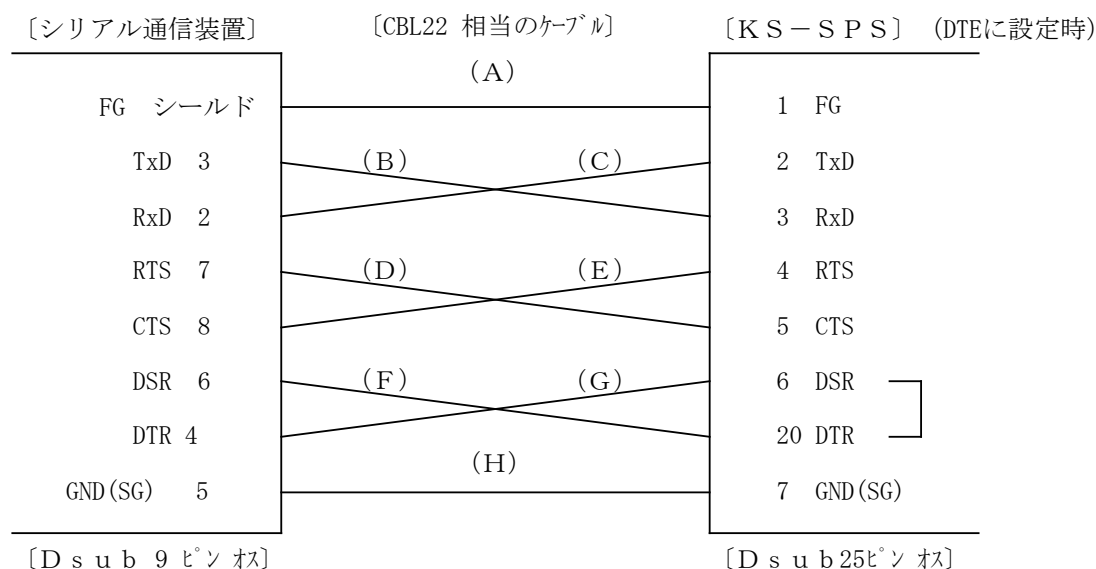 〔シリアル通信装置〕 〔CBL22 相当のｹｰﾌﾞﾙ〕 〔ＫＳ－ＳＰＳ〕 (DTEに設定時)
（A）
FG シールド 1 FG
TxD 3 （B） （C） 2 TxD
RxD 2 3 RxD
RTS 7 （D） （E） 4 RTS
CTS 8 5 CTS
DSR 6 （F） （G） 6 DSR
DTR 4 20 DTR
（H）
GND(SG) 5 7 GND(SG)
〔Ｄｓｕｂ９ﾋﾟﾝ ｵｽ〕 〔Ｄｓｕｂ25ﾋﾟﾝ ｵｽ〕